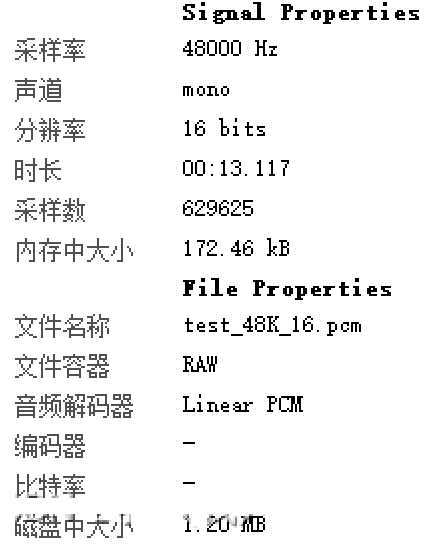 Signal Properties
采样率 48000 Hz
声道 mono
分辨率 16 bits
时长 00:13.117
采样数 629625
内存中大小 172.46 kB
File Properties
文件名称 test_48K_16.pcm
文件容器 RAW
音频解码器 Linear PCM
编码器 -
比特率 -
磁盘中大小 1.20 MB